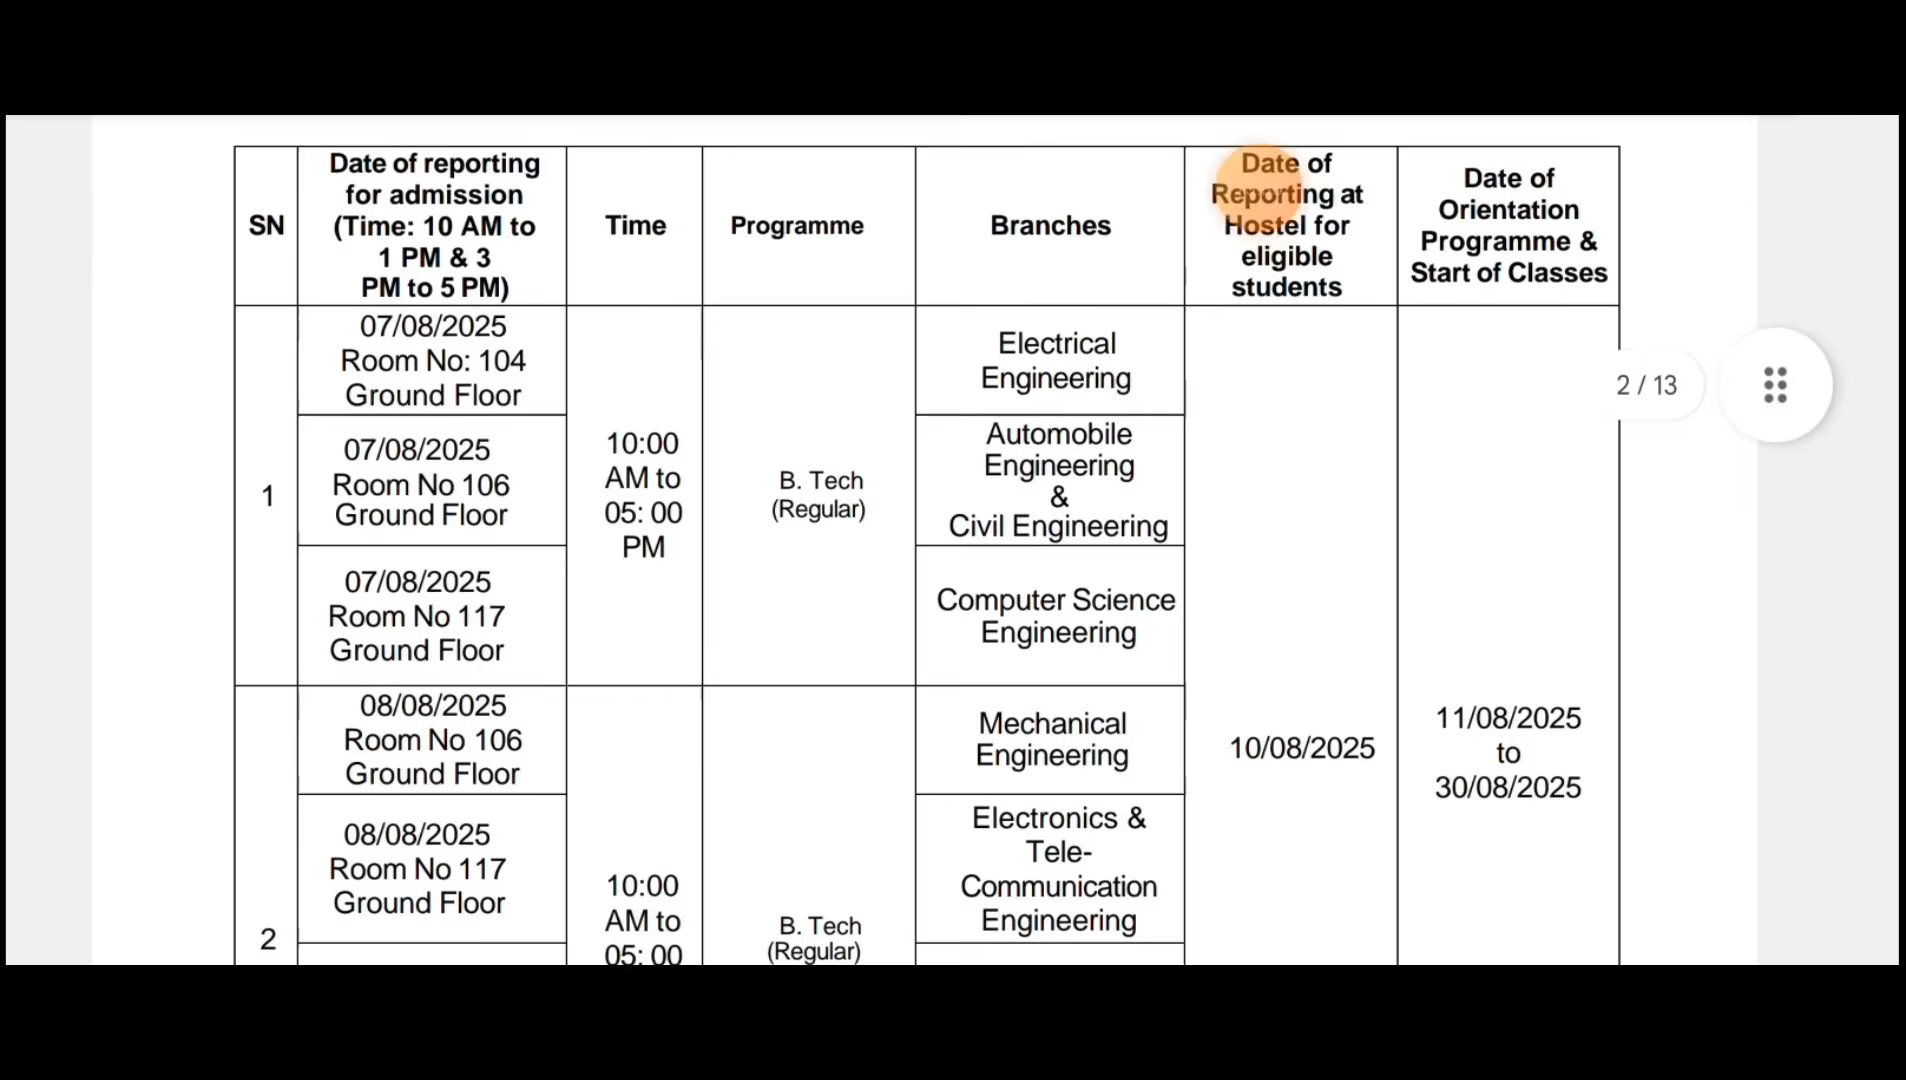 SN
Date of reporting
for admission
(Time: 10 AM to
1 PM & 3
PM to 5 PM)
Time
Programme
Branches
Date of
Reporting at
Hostel for
eligible
students
Date of
Orientation
Programme &
Start of Classes
1
07/08/2025
Room No: 104
Ground Floor
07/08/2025
Room No 106
Ground Floor
07/08/2025
Room No 117
Ground Floor
10:00
AM to
05: 00
PM
B. Tech
(Regular)
Electrical
Engineering
Automobile
Engineering
&
Civil Engineering
Computer Science
Engineering
2
08/08/2025
Room No 106
Ground Floor
08/08/2025
Room No 117
Ground Floor
10:00
AM to
05: 00
B. Tech
(Regular)
Mechanical
Engineering
Electronics &
Tele-
Communication
Engineering
10/08/2025
11/08/2025
to
30/08/2025
2 / 13